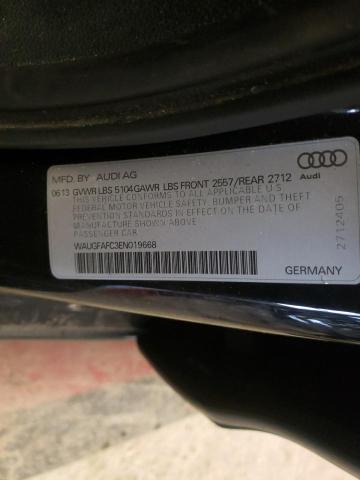 MFD. BY AUDI AG
0613 GVWR LBS 5104 GAWR LBS FRONT 2557/REAR 2712
THIS VEHICLE CONFORMS TO ALL APPLICABLE U.S
FEDERAL MOTOR VEHICLE SAFETY, BUMPER AND THEFT
PREVENTION STANDARDS IN EFFECT ON THE DATE OF
MANUFACTURE SHOWN ABOVE
PASSENGER CAR
WAUGFAFC3EN019668
GERMANY
Audi
2712405